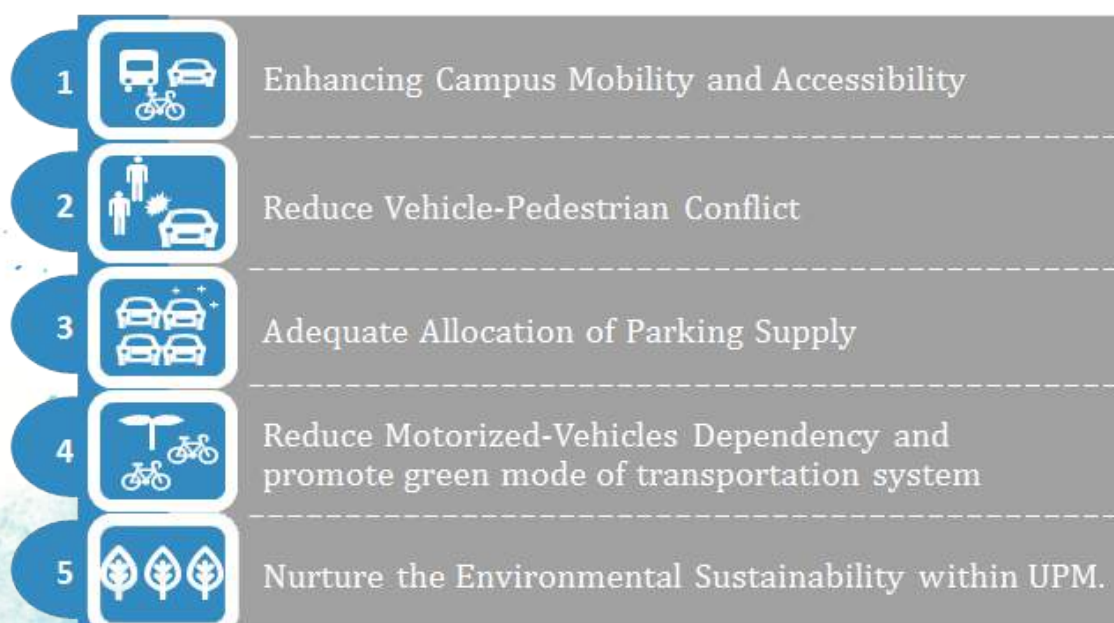 1
Enhancing Campus Mobility and Accessibility
2
Reduce Vehicle-Pedestrian Conflict
3
Adequate Allocation of Parking Supply
4
Reduce Motorized-Vehicles Dependency and
promote green mode of transportation system
5
Nurture the Environmental Sustainability within UPM.